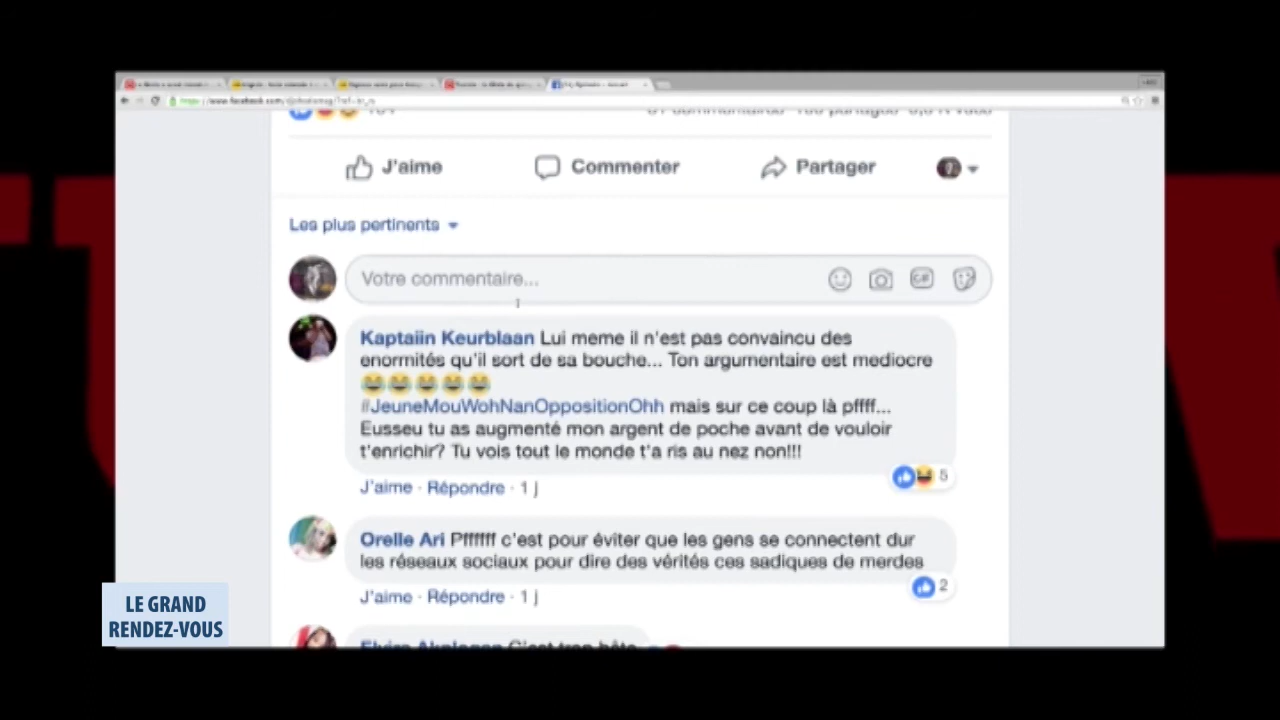 J'aime Commenter Partager
Les plus pertinents
Votre commentaire...
Kaptaiin Keurblaan Lui meme il n'est pas convaincu des
enormités qu'il sort de sa bouche... Ton argumentaire est mediocre
😂😂😂😂😂
#JeuneMouWohNanOppositionOhh mais sur ce coup là pffff...
Eusseu tu as augmenté mon argent de poche avant de vouloir
t'enrichir? Tu vois tout le monde t'a ris au nez non!!!
5
J'aime · Répondre · 1 j
Orelle Ari Pffffff c'est pour éviter que les gens se connectent dur
les réseaux sociaux pour dire des vérités ces sadiques de merdes
2
J'aime · Répondre · 1 j
LE GRAND
RENDEZ-VOUS